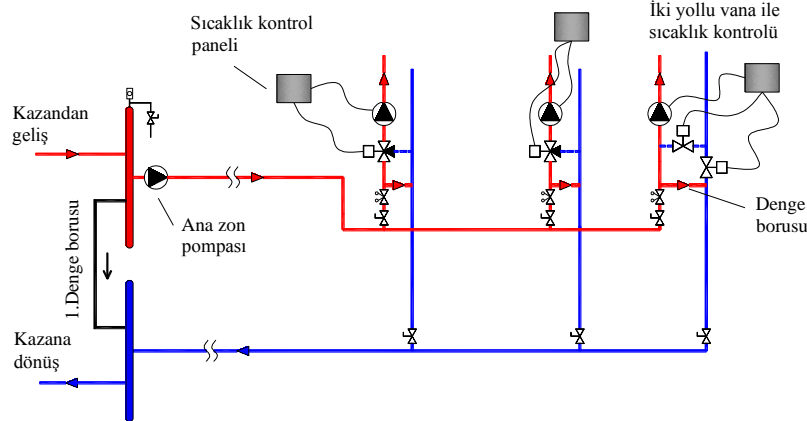 Sıcaklık kontrol
paneli
İki yollu vana ile
sıcaklık kontrolü
Kazandan
geliş
Ana zon
pompası
Denge
borusu
1.Denge borusu
Kazana
dönüş